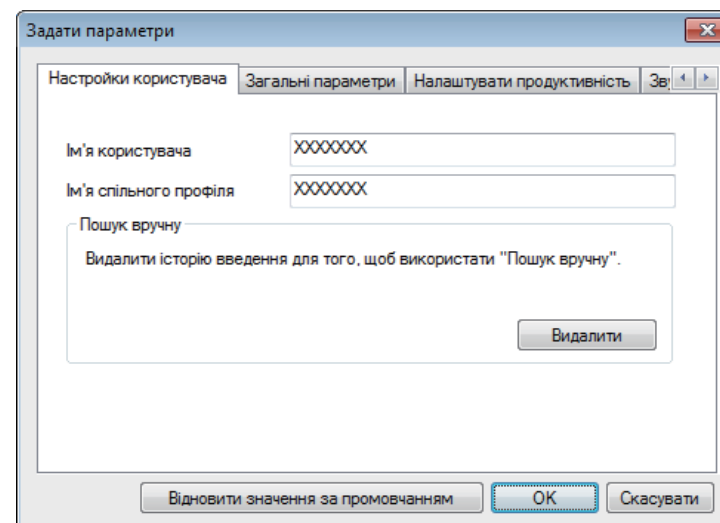 Задати параметри
Настройки користувача Загальні параметри Налаштувати продуктивність Зву
Ім'я користувача XXXXXXX
Ім'я спільного профіля XXXXXXX
Пошук вручну
Видалити історію введення для того, щоб використати "Пошук вручну".
Видалити
Відновити значення за промовчанням OK Скасувати